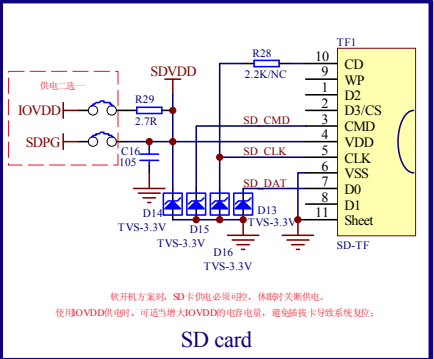 TF1
R28
2.2K/NC
10 CD
9 WP
1 D2
2 D3/CS
3 CMD
4 VDD
5 CLK
6 VSS
7 D0
8 D1
11 Sheet
SD-TF
SDVDD
供电二选一
IOVDD
R29
2.7R
SDPG
C16
105
SD_CMD
SD_CLK
SD_DAT
D14
TVS-3.3V
D15
TVS-3.3V
D16
TVS-3.3V
D13
TVS-3.3V
软开机方案时，SD卡供电必须可控，休眠时关断供电。
使用IOVDD供电时，可适当增大IOVDD的电容电量，避免插拔卡导致系统复位；
SD card